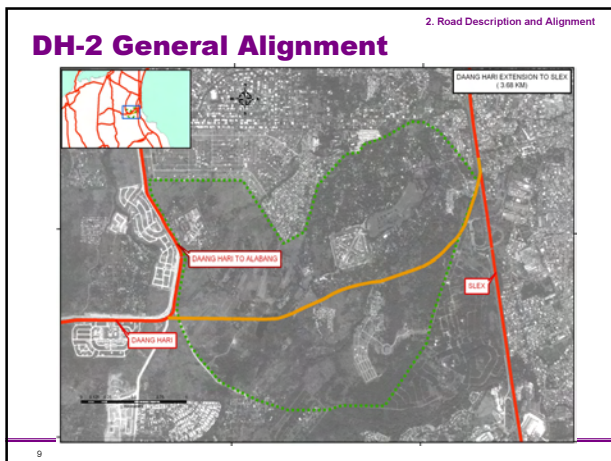 2. Road Description and Alignment
DH-2 General Alignment
DAANG HARI EXTENSION TO SLEX
( 3.68 KM)
DAANG HARI TO ALABANG
SLEX
DAANG HARI
9